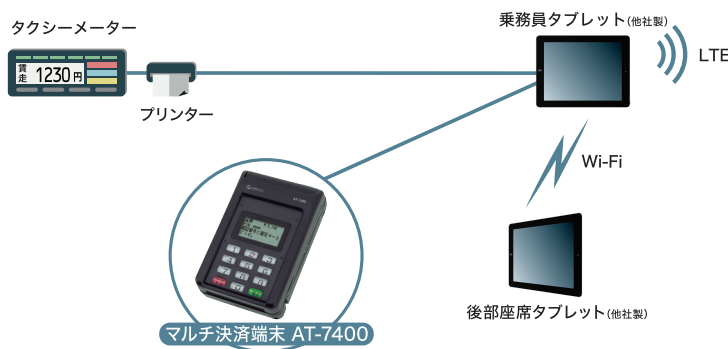 タクシーメーター
乗務員タブレット(他社製)
LTE
賃走 1230円
プリンター
Wi-Fi
AT-7400
後部座席タブレット(他社製)
マルチ決済端末 AT-7400